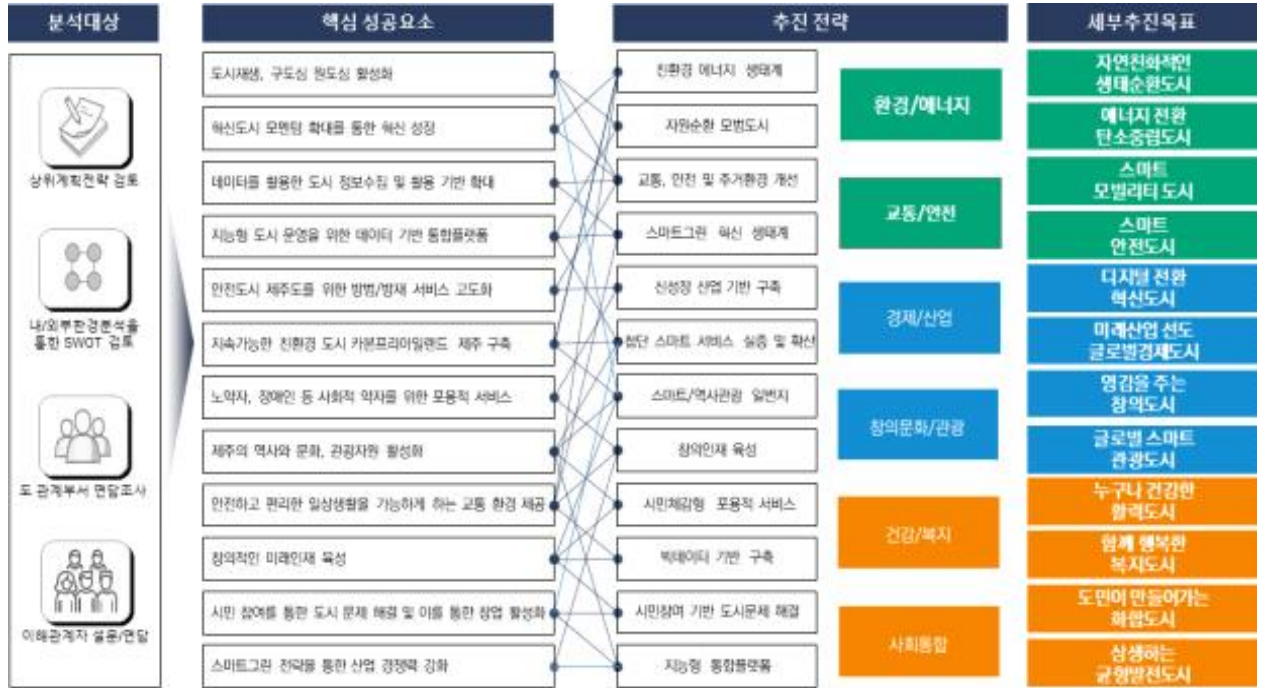 분석대상
상위계획전략 검토
내/외부환경분석을
통한 SWOT 검토
도 관계부서 면담조사
이해관계자 설문/면담
핵심 성공요소
도시재생, 구도심 원도심 활성화
혁신도시 모멘텀 확대를 통한 혁신 성장
데이터를 활용한 도시 정보수집 및 활용 기반 확대
지능형 도시 운영을 위한 데이터 기반 통합플랫폼
안전도시 제주도를 위한 방범/방재 서비스 고도화
지속가능한 친환경 도시 카본프리아일랜드 제주 구축
노약자, 장애인 등 사회적 약자를 위한 포용적 서비스
제주의 역사와 문화, 관광자원 활성화
안전하고 편리한 일상생활을 가능하게 하는 교통 환경 제공
창의적인 미래인재 육성
시민 참여를 통한 도시 문제 해결 및 이를 통한 창업 활성화
스마트그린 전략을 통한 산업 경쟁력 강화
추진 전략
친환경 에너지 생태계
자원순환 모범도시
교통, 안전 및 주거환경 개선
스마트그린 혁신 생태계
신성장 산업 기반 구축
첨단 스마트 서비스 실증 및 확산
스마트/역사관광 일번지
창의인재 육성
시민체감형 포용적 서비스
빅데이터 기반 구축
시민참여 기반 도시문제 해결
지능형 통합플랫폼
환경/에너지
교통/안전
경제/산업
창의문화/관광
건강/복지
사회통합
세부추진목표
자연친화적인
생태순환도시
에너지 전환
탄소중립도시
스마트
모빌리티 도시
스마트
안전도시
디지털 전환
혁신도시
미래산업 선도
글로벌경제도시
영감을 주는
창의도시
글로벌 스마트
관광도시
누구나 건강한
활력도시
함께 행복한
복지도시
도민이 만들어가는
화합도시
상생하는
균형발전도시